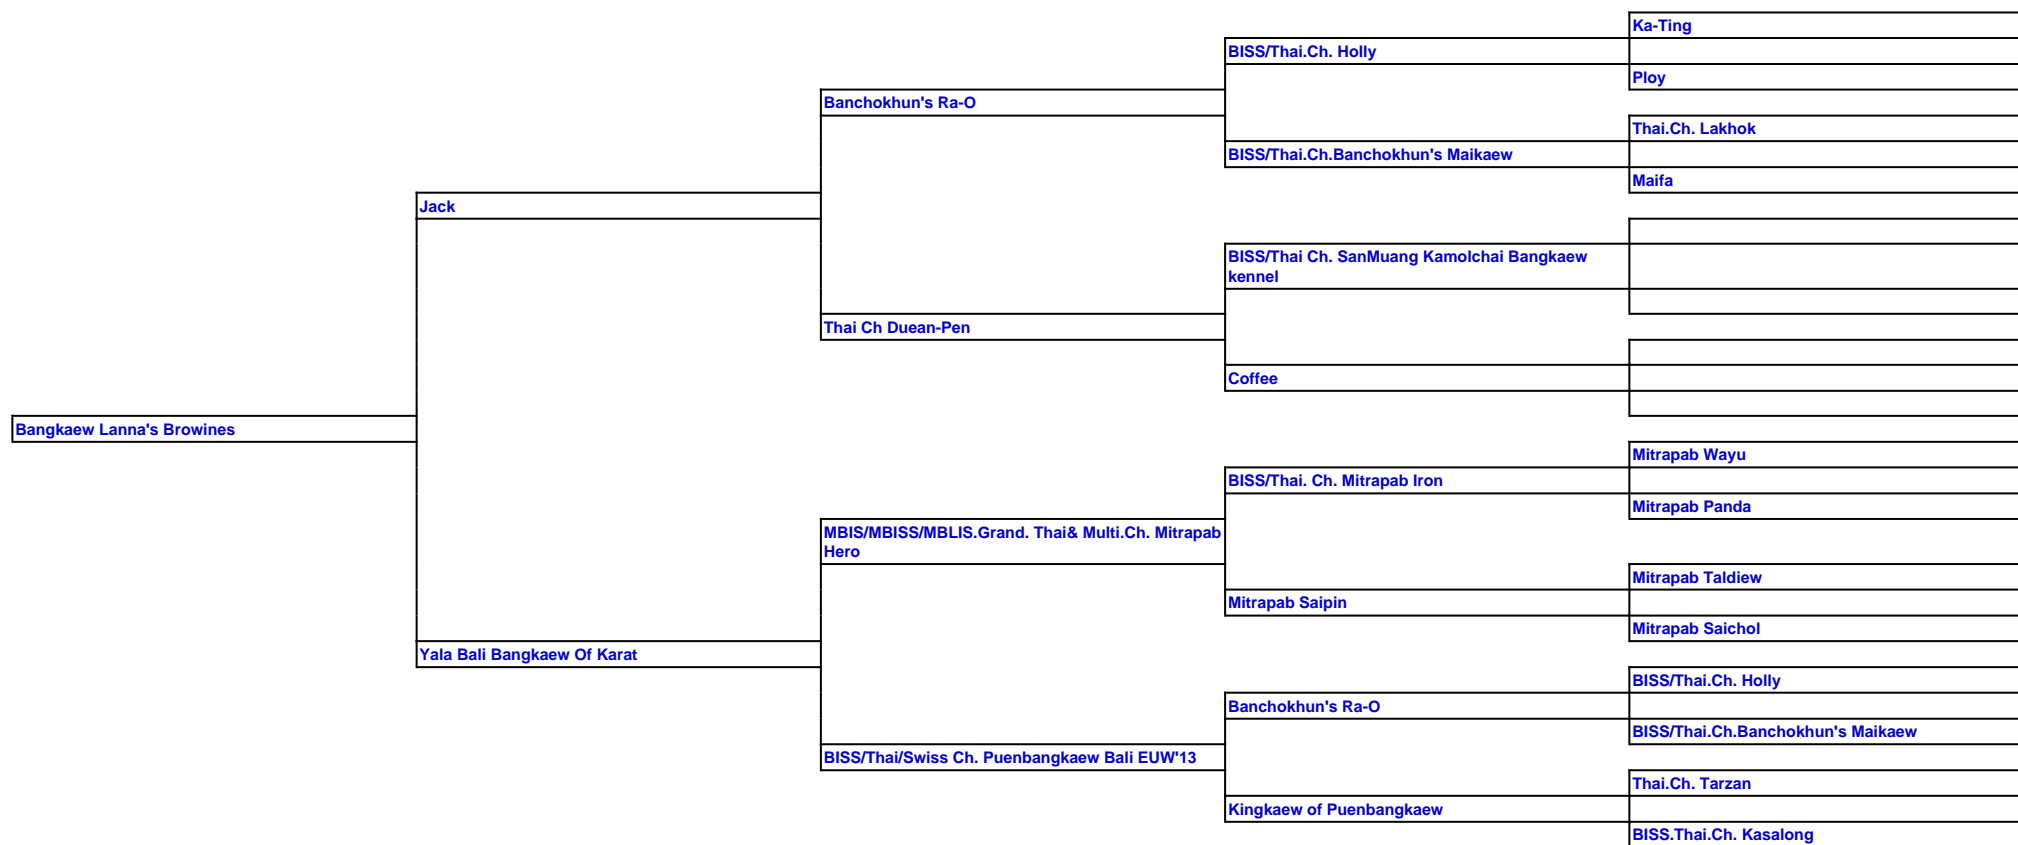 Ka-Ting
BISS/Thai.Ch. Holly
Ploy
Banchokhun's Ra-O
Thai.Ch. Lakhok
BISS/Thai.Ch.Banchokhun's Maikaew
Maifa
Jack
BISS/Thai Ch. SanMuang Kamolchai Bangkaew
kennel
Thai Ch Duean-Pen
Coffee
Bangkaew Lanna's Browines
Mitrapab Wayu
BISS/Thai. Ch. Mitrapab Iron
Mitrapab Panda
MBIS/MBISS/MBLIS.Grand. Thai& Multi.Ch. Mitrapab
Hero
Mitrapab Taldiew
Mitrapab Saipin
Mitrapab Saichol
Yala Bali Bangkaew Of Karat
BISS/Thai.Ch. Holly
Banchokhun's Ra-O
BISS/Thai.Ch.Banchokhun's Maikaew
BISS/Thai/Swiss Ch. Puenbangkaew Bali EUW'13
Thai.Ch. Tarzan
Kingkaew of Puenbangkaew
BISS.Thai.Ch. Kasalong